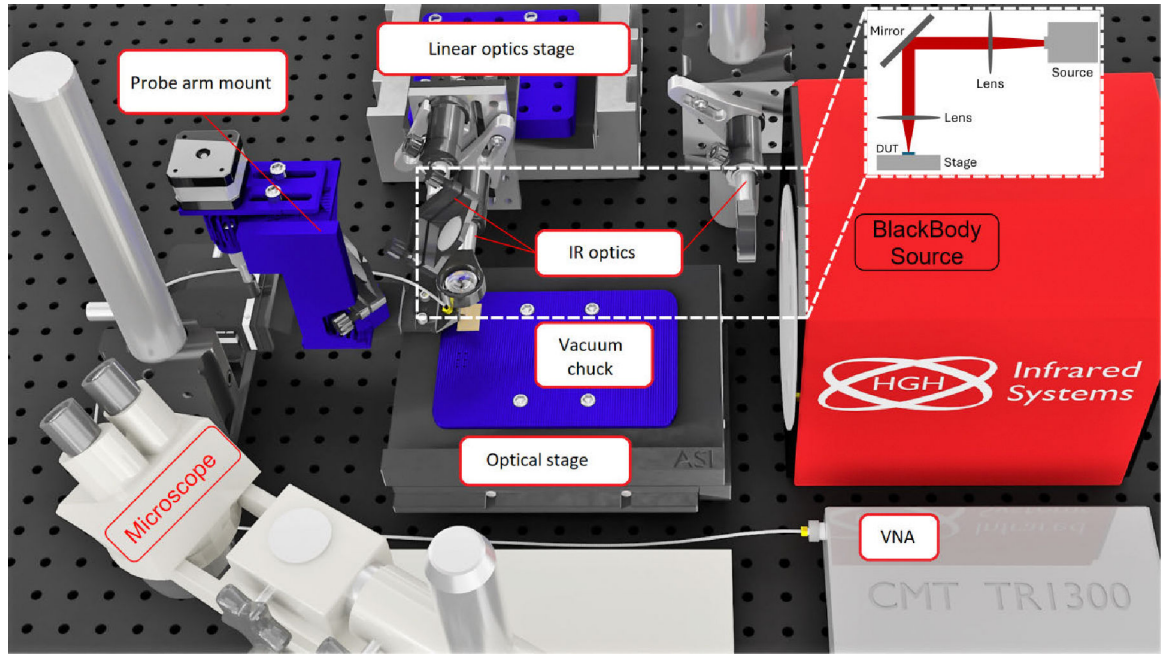 Linear optics stage
Probe arm mount
Mirror
Lens
Source
Lens
DUT
Stage
IR optics
BlackBody
Source
Vacuum
chuck
HGH
Infrared
Systems
Optical stage
ASI
Microscope
VNA
CMT TR1300